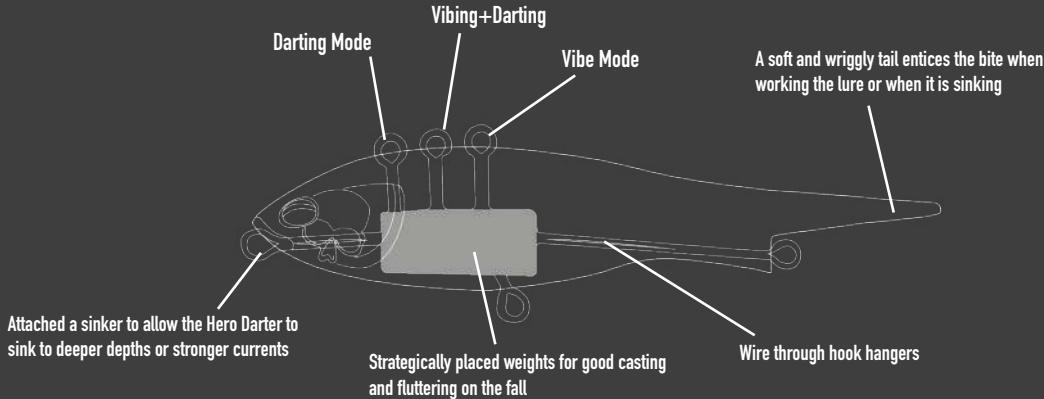 Vibing+Darting
Darting Mode
Vibe Mode
A soft and wriggly tail entices the bite when
working the lure or when it is sinking
Attached a sinker to allow the Hero Darter to
sink to deeper depths or stronger currents
Strategically placed weights for good casting
and fluttering on the fall
Wire through hook hangers